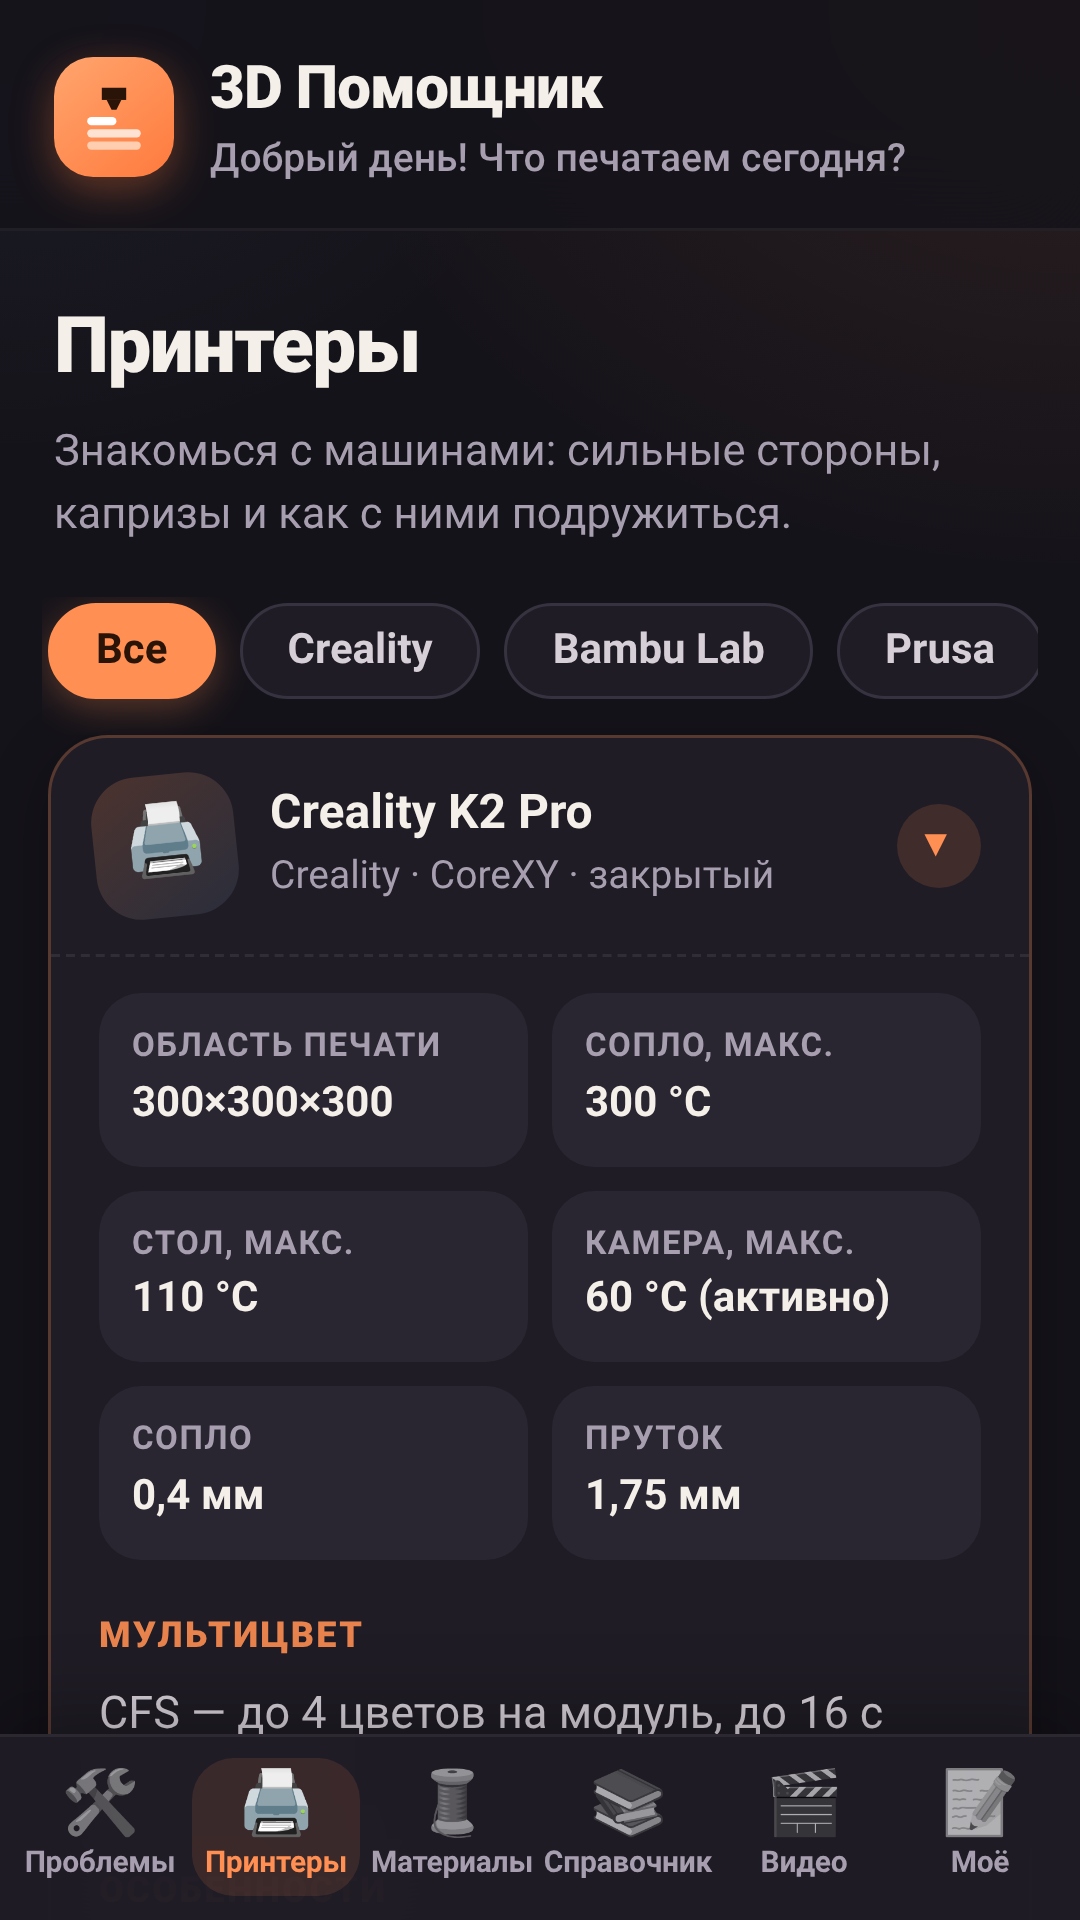 3D Помощник
Добрый день! Что печатаем сегодня?
Принтеры
Знакомься с машинами: сильные стороны,
капризы и как с ними подружиться.
Все
Creality
Bambu Lab
Prusa
Creality K2 Pro
Creality · CoreXY · закрытый
ОБЛАСТЬ ПЕЧАТИ
300×300×300
СОПЛО, МАКС.
300 °C
СТОЛ, МАКС.
110 °C
КАМЕРА, МАКС.
60 °C (активно)
СОПЛО
0,4 мм
ПРУТОК
1,75 мм
МУЛЬТИЦВЕТ
CFS — до 4 цветов на модуль, до 16 с
Проблемы
Принтеры
Материалы
Справочник
Видео
Моё